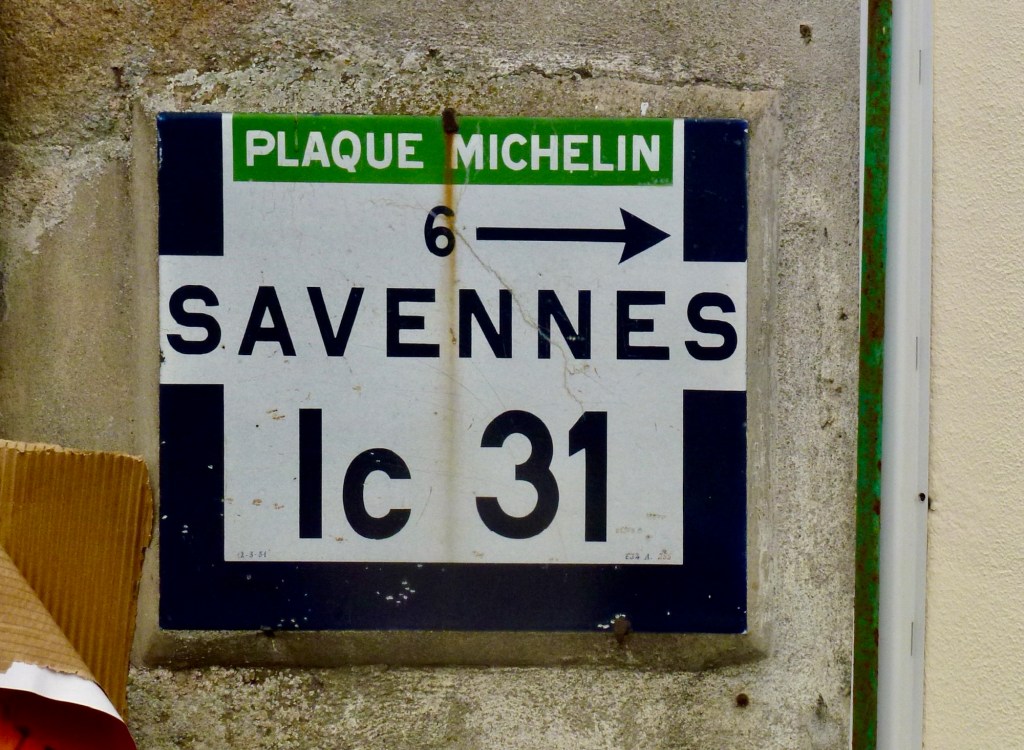 PLAQUE MICHELIN
6
SAVENNES
Ic 31